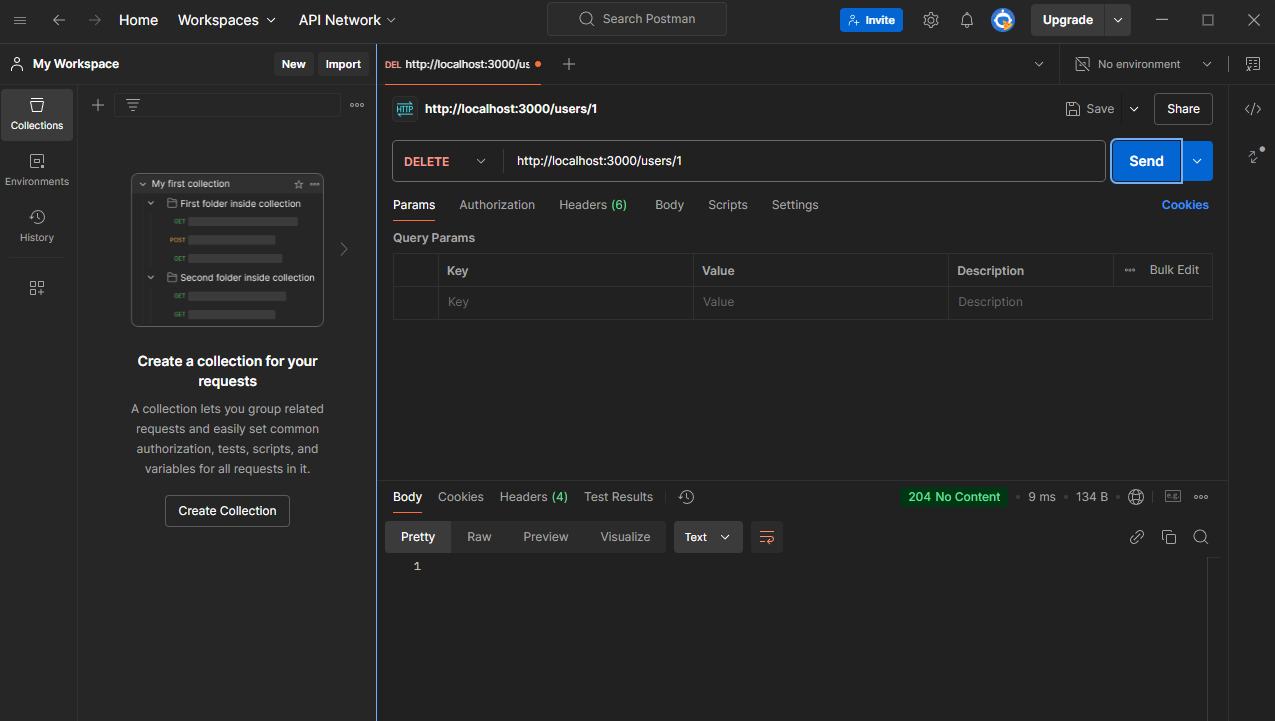 Home Workspaces API Network Search Postman Invite Upgrade
My Workspace New Import
DEL http://localhost:3000/us No environment
Collections
Environments
History
My first collection
First folder inside collection
GET
POST
GET
Second folder inside collection
GET
GET
Create a collection for your
requests
A collection lets you group related
requests and easily set common
authorization, tests, scripts, and
variables for all requests in it.
Create Collection
HTTP http://localhost:3000/users/1 Save Share
DELETE http://localhost:3000/users/1 Send
Params Authorization Headers (6) Body Scripts Settings Cookies
Query Params
Key Value Description Bulk Edit
Key Value Description
Body Cookies Headers (4) Test Results 204 No Content 9 ms 134 B e.g.
Pretty Raw Preview Visualize Text
1